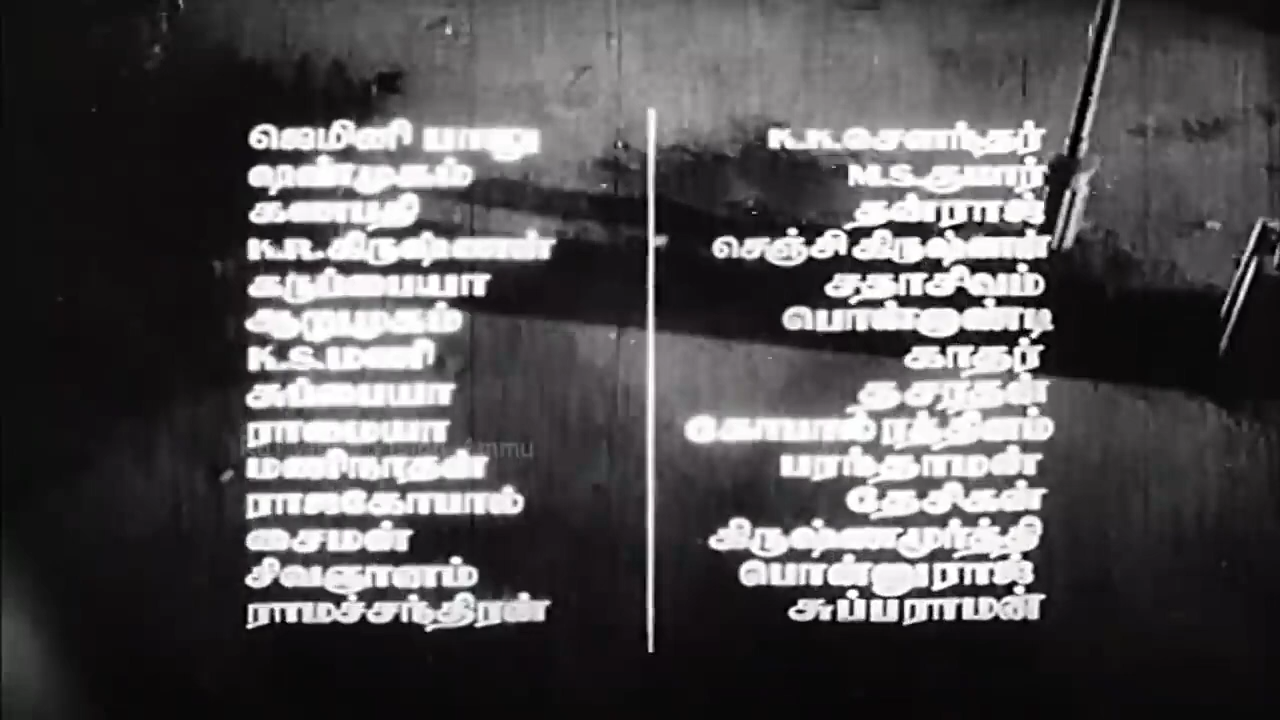 ஜெமினி பாலு
ஷண்முகம்
கணபதி
K.R. கிருஷ்ணன்
கருப்பையா
ஆறுமுகம்
K.S.மணி
சுப்பையா
ராமையா
மணிநாதன்
ராஜகோபால்
சைமன்
சிவஞானம்
ராமச்சந்திரன்
K.K.சௌந்தர்
M.S.குமார்
தன்ராஜ்
செஞ்சி கிருஷ்ணன்
சதாசிவம்
பொன்னுண்டி
காதர்
தசரதன்
கோபால் ரத்தினம்
பரந்தாமன்
தேசிகன்
கிருஷ்ணமூர்த்தி
பொன்னுராஜ்
சுப்பராமன்